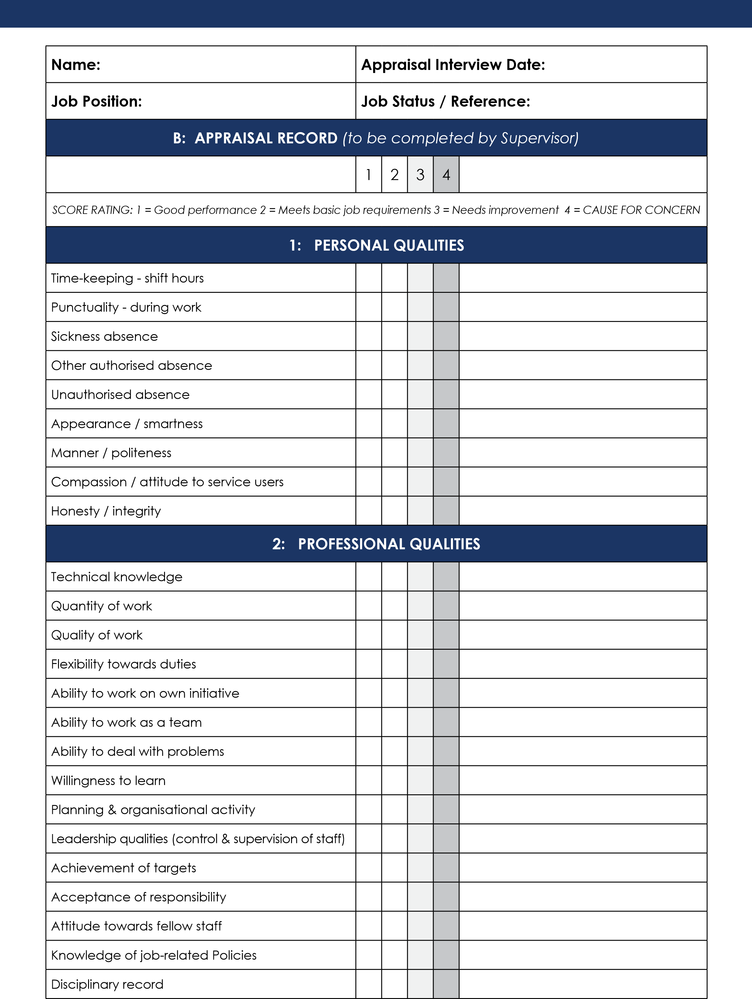 Name: Appraisal Interview Date:
Job Position: Job Status / Reference:
B: APPRAISAL RECORD (to be completed by Supervisor)
1 2 3 4
SCORE RATING: 1 = Good performance 2 = Meets basic job requirements 3 = Needs improvement 4 = CAUSE FOR CONCERN
1: PERSONAL QUALITIES
Time-keeping - shift hours
Punctuality - during work
Sickness absence
Other authorised absence
Unauthorised absence
Appearance / smartness
Manner / politeness
Compassion / attitude to service users
Honesty / integrity
2: PROFESSIONAL QUALITIES
Technical knowledge
Quantity of work
Quality of work
Flexibility towards duties
Ability to work on own initiative
Ability to work as a team
Ability to deal with problems
Willingness to learn
Planning & organisational activity
Leadership qualities (control & supervision of staff)
Achievement of targets
Acceptance of responsibility
Attitude towards fellow staff
Knowledge of job-related Policies
Disciplinary record